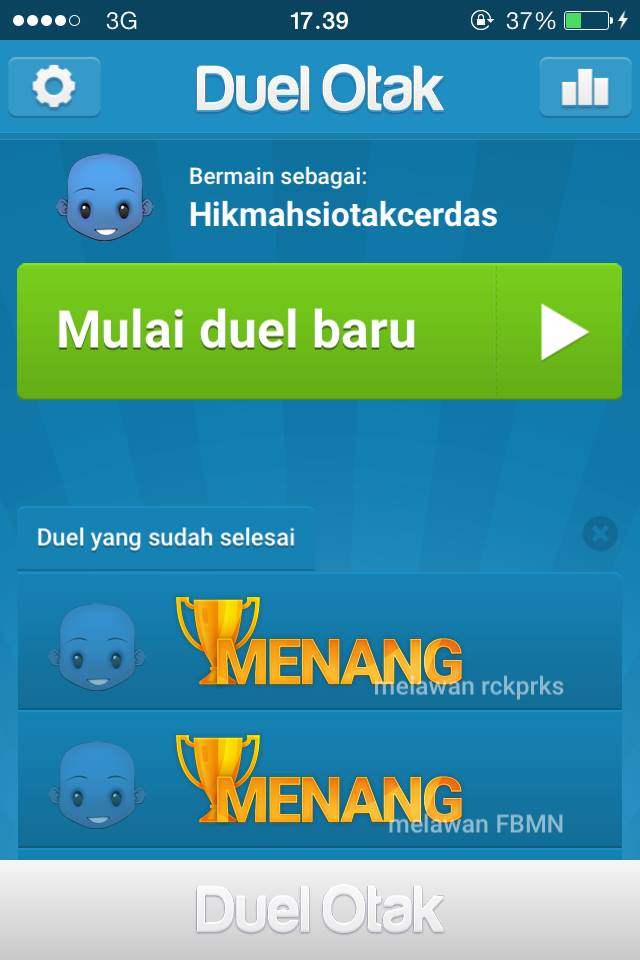 3G 17.39 37%
Duel Otak
Bermain sebagai:
Hikmahsiotakcerdas
Mulai duel baru
Duel yang sudah selesai
MENANG
melawan rckprks
MENANG
melawan FBMN
Duel Otak